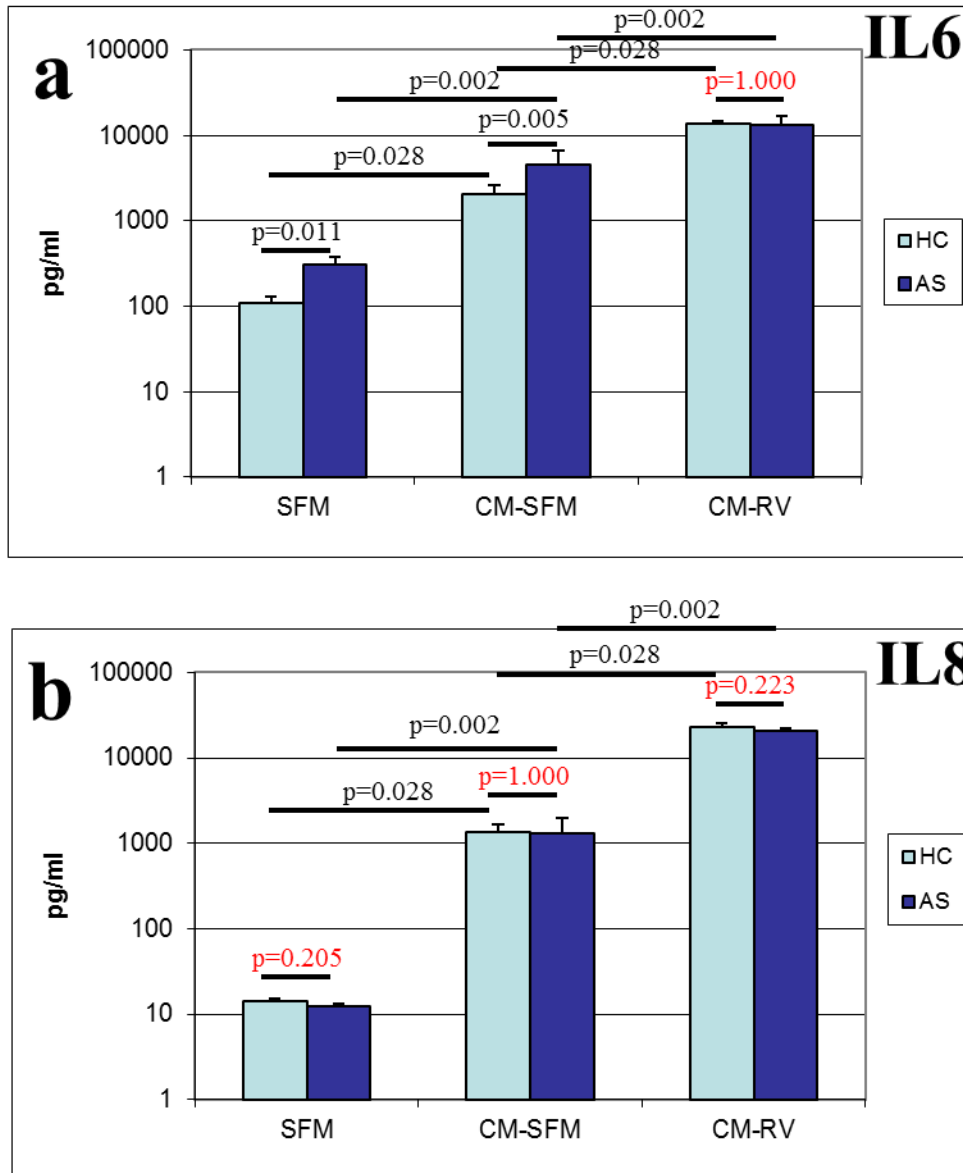 a
IL6
p=0.002
p=0.028
p=0.002
p=1.000
p=0.005
p=0.028
p=0.011
100000
10000
1000
100
10
1
pg/ml
SFM
CM-SFM
CM-RV
HC
AS
b
IL8
p=0.002
p=0.028
p=0.223
p=0.002
p=1.000
p=0.028
p=0.205
100000
10000
1000
100
10
1
pg/ml
SFM
CM-SFM
CM-RV
HC
AS